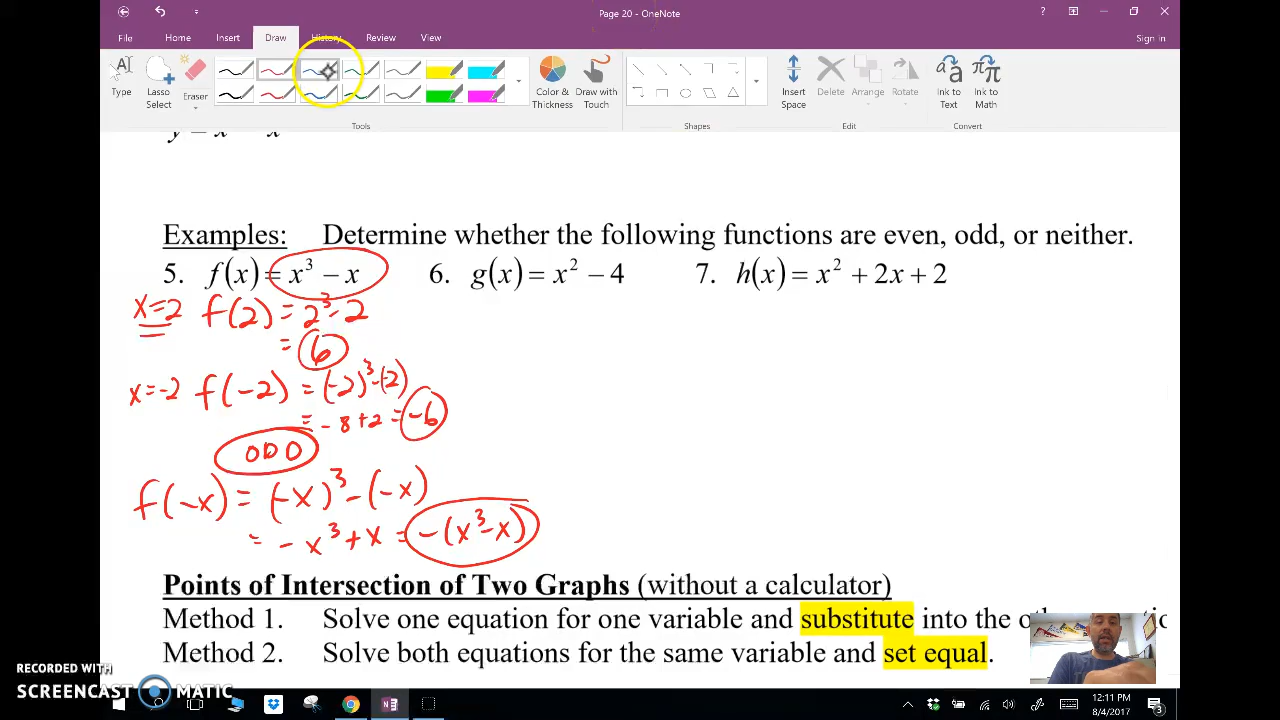 Page 20 - OneNote
File Home Insert Draw History Review View Sign in
Type Lasso Select Eraser Color & Thickness Draw with Touch Insert Space Delete Arrange Rotate Ink to Text Ink to Math
Tools Shapes Edit Convert
Examples: Determine whether the following functions are even, odd, or neither.
5. f(x) = x³ − x 6. g(x) = x² − 4 7. h(x) = x² + 2x + 2
x=2 f(2) = 2³-2
= 6
x=-2 f(-2) = (-2)³-(-2)
= -8+2 = -6
ODD
f(-x) = (-x)³-(-x)
= -x³+x = -(x³-x)
Points of Intersection of Two Graphs (without a calculator)
Method 1. Solve one equation for one variable and substitute into the
Method 2. Solve both equations for the same variable and set equal.
RECORDED WITH
SCREENCAST MATIC
12:11 PM
8/4/2017
3